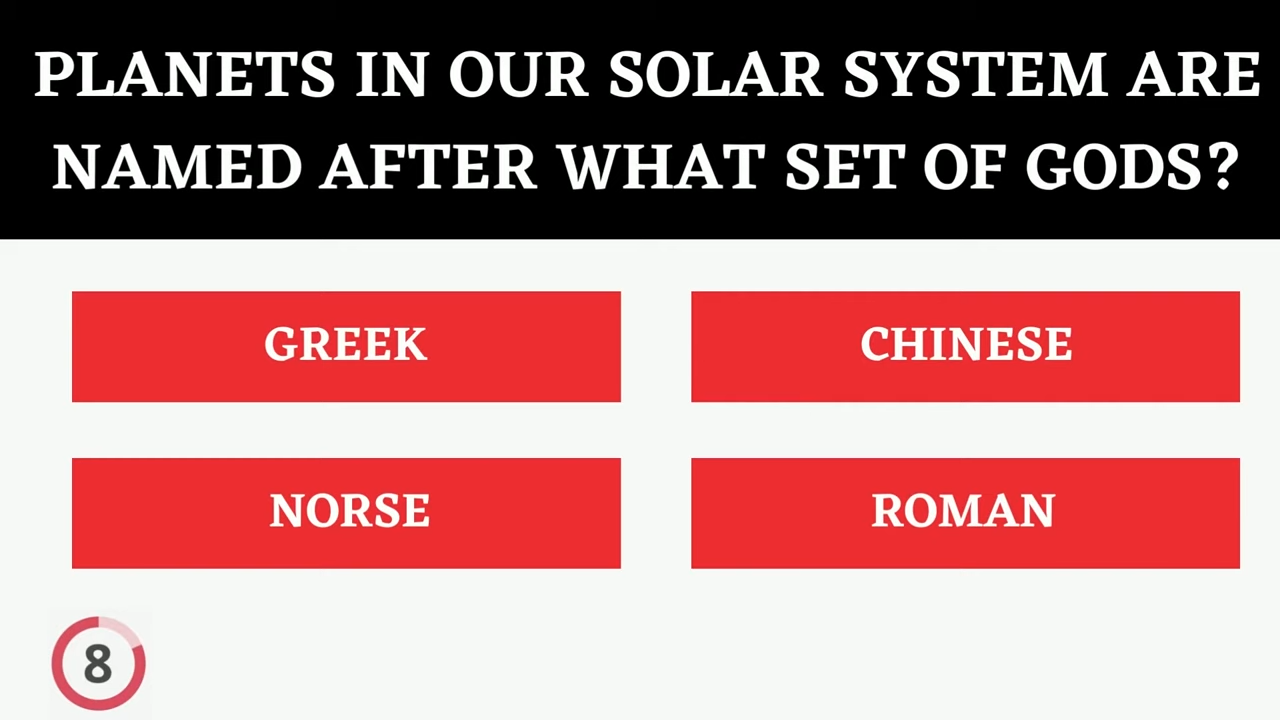 PLANETS IN OUR SOLAR SYSTEM ARE
NAMED AFTER WHAT SET OF GODS?
GREEK
CHINESE
NORSE
ROMAN
8